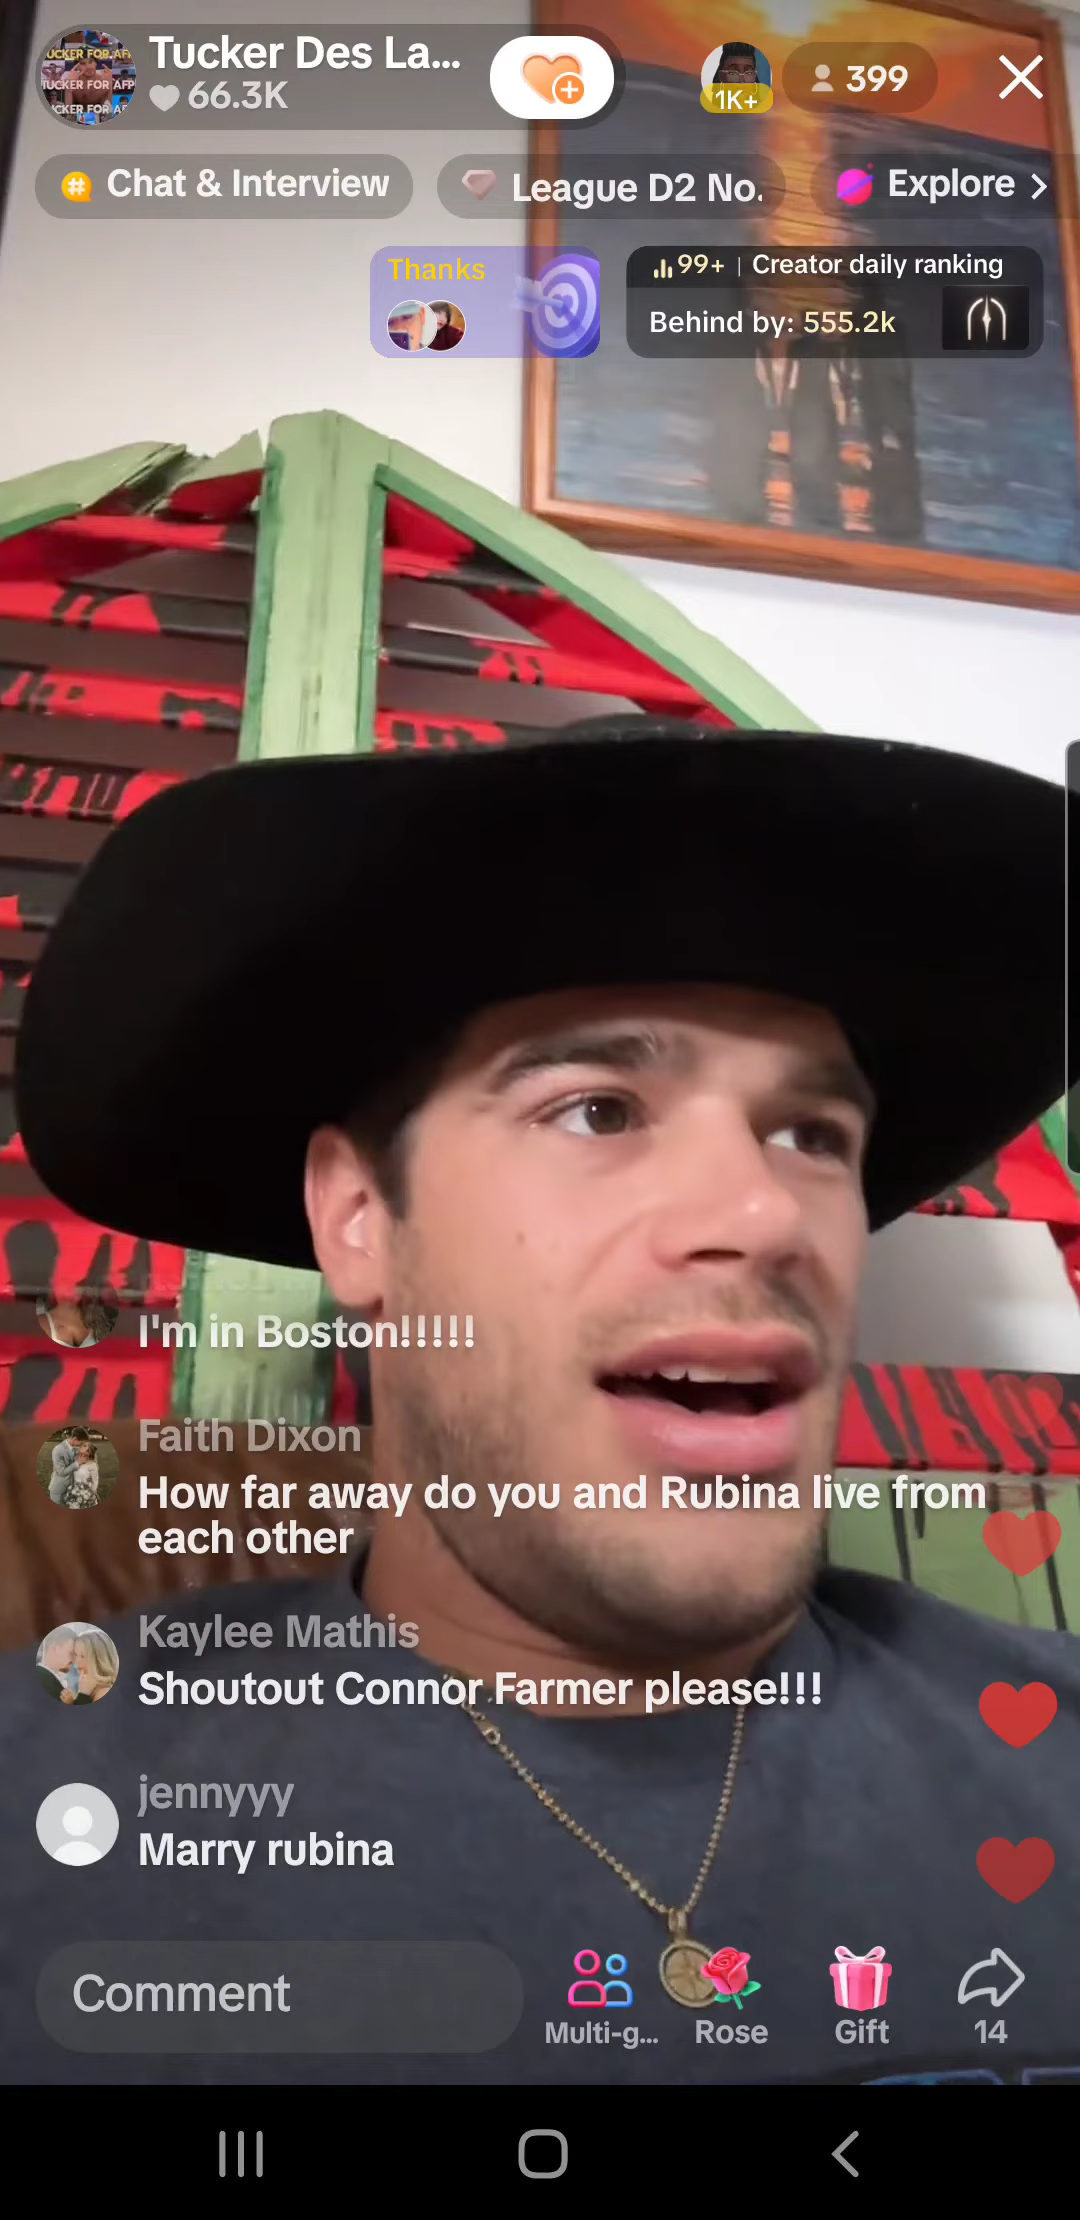 Tucker Des La...
66.3K
1K+
399
Chat & Interview
League D2 No.
Explore
Thanks
99+ | Creator daily ranking
Behind by: 555.2k
I'm in Boston!!!!!
Faith Dixon
How far away do you and Rubina live from
each other
Kaylee Mathis
Shoutout Connor Farmer please!!!
jennyyy
Marry rubina
Comment
Multi-g...
Rose
Gift
14